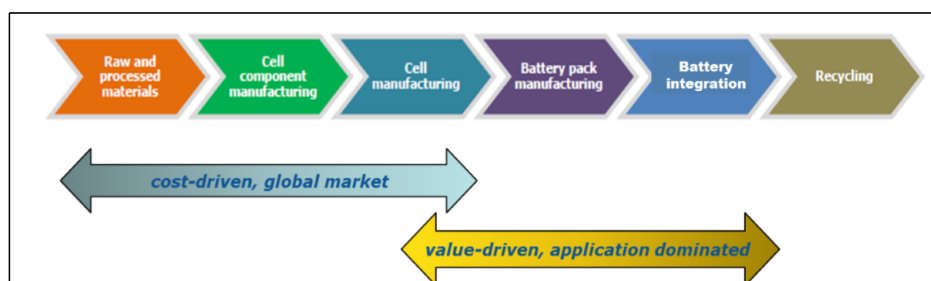 Raw and
processed
materials
Cell
component
manufacturing
Cell
manufacturing
Battery pack
manufacturing
Battery
integration
Recycling
cost-driven, global market
value-driven, application dominated